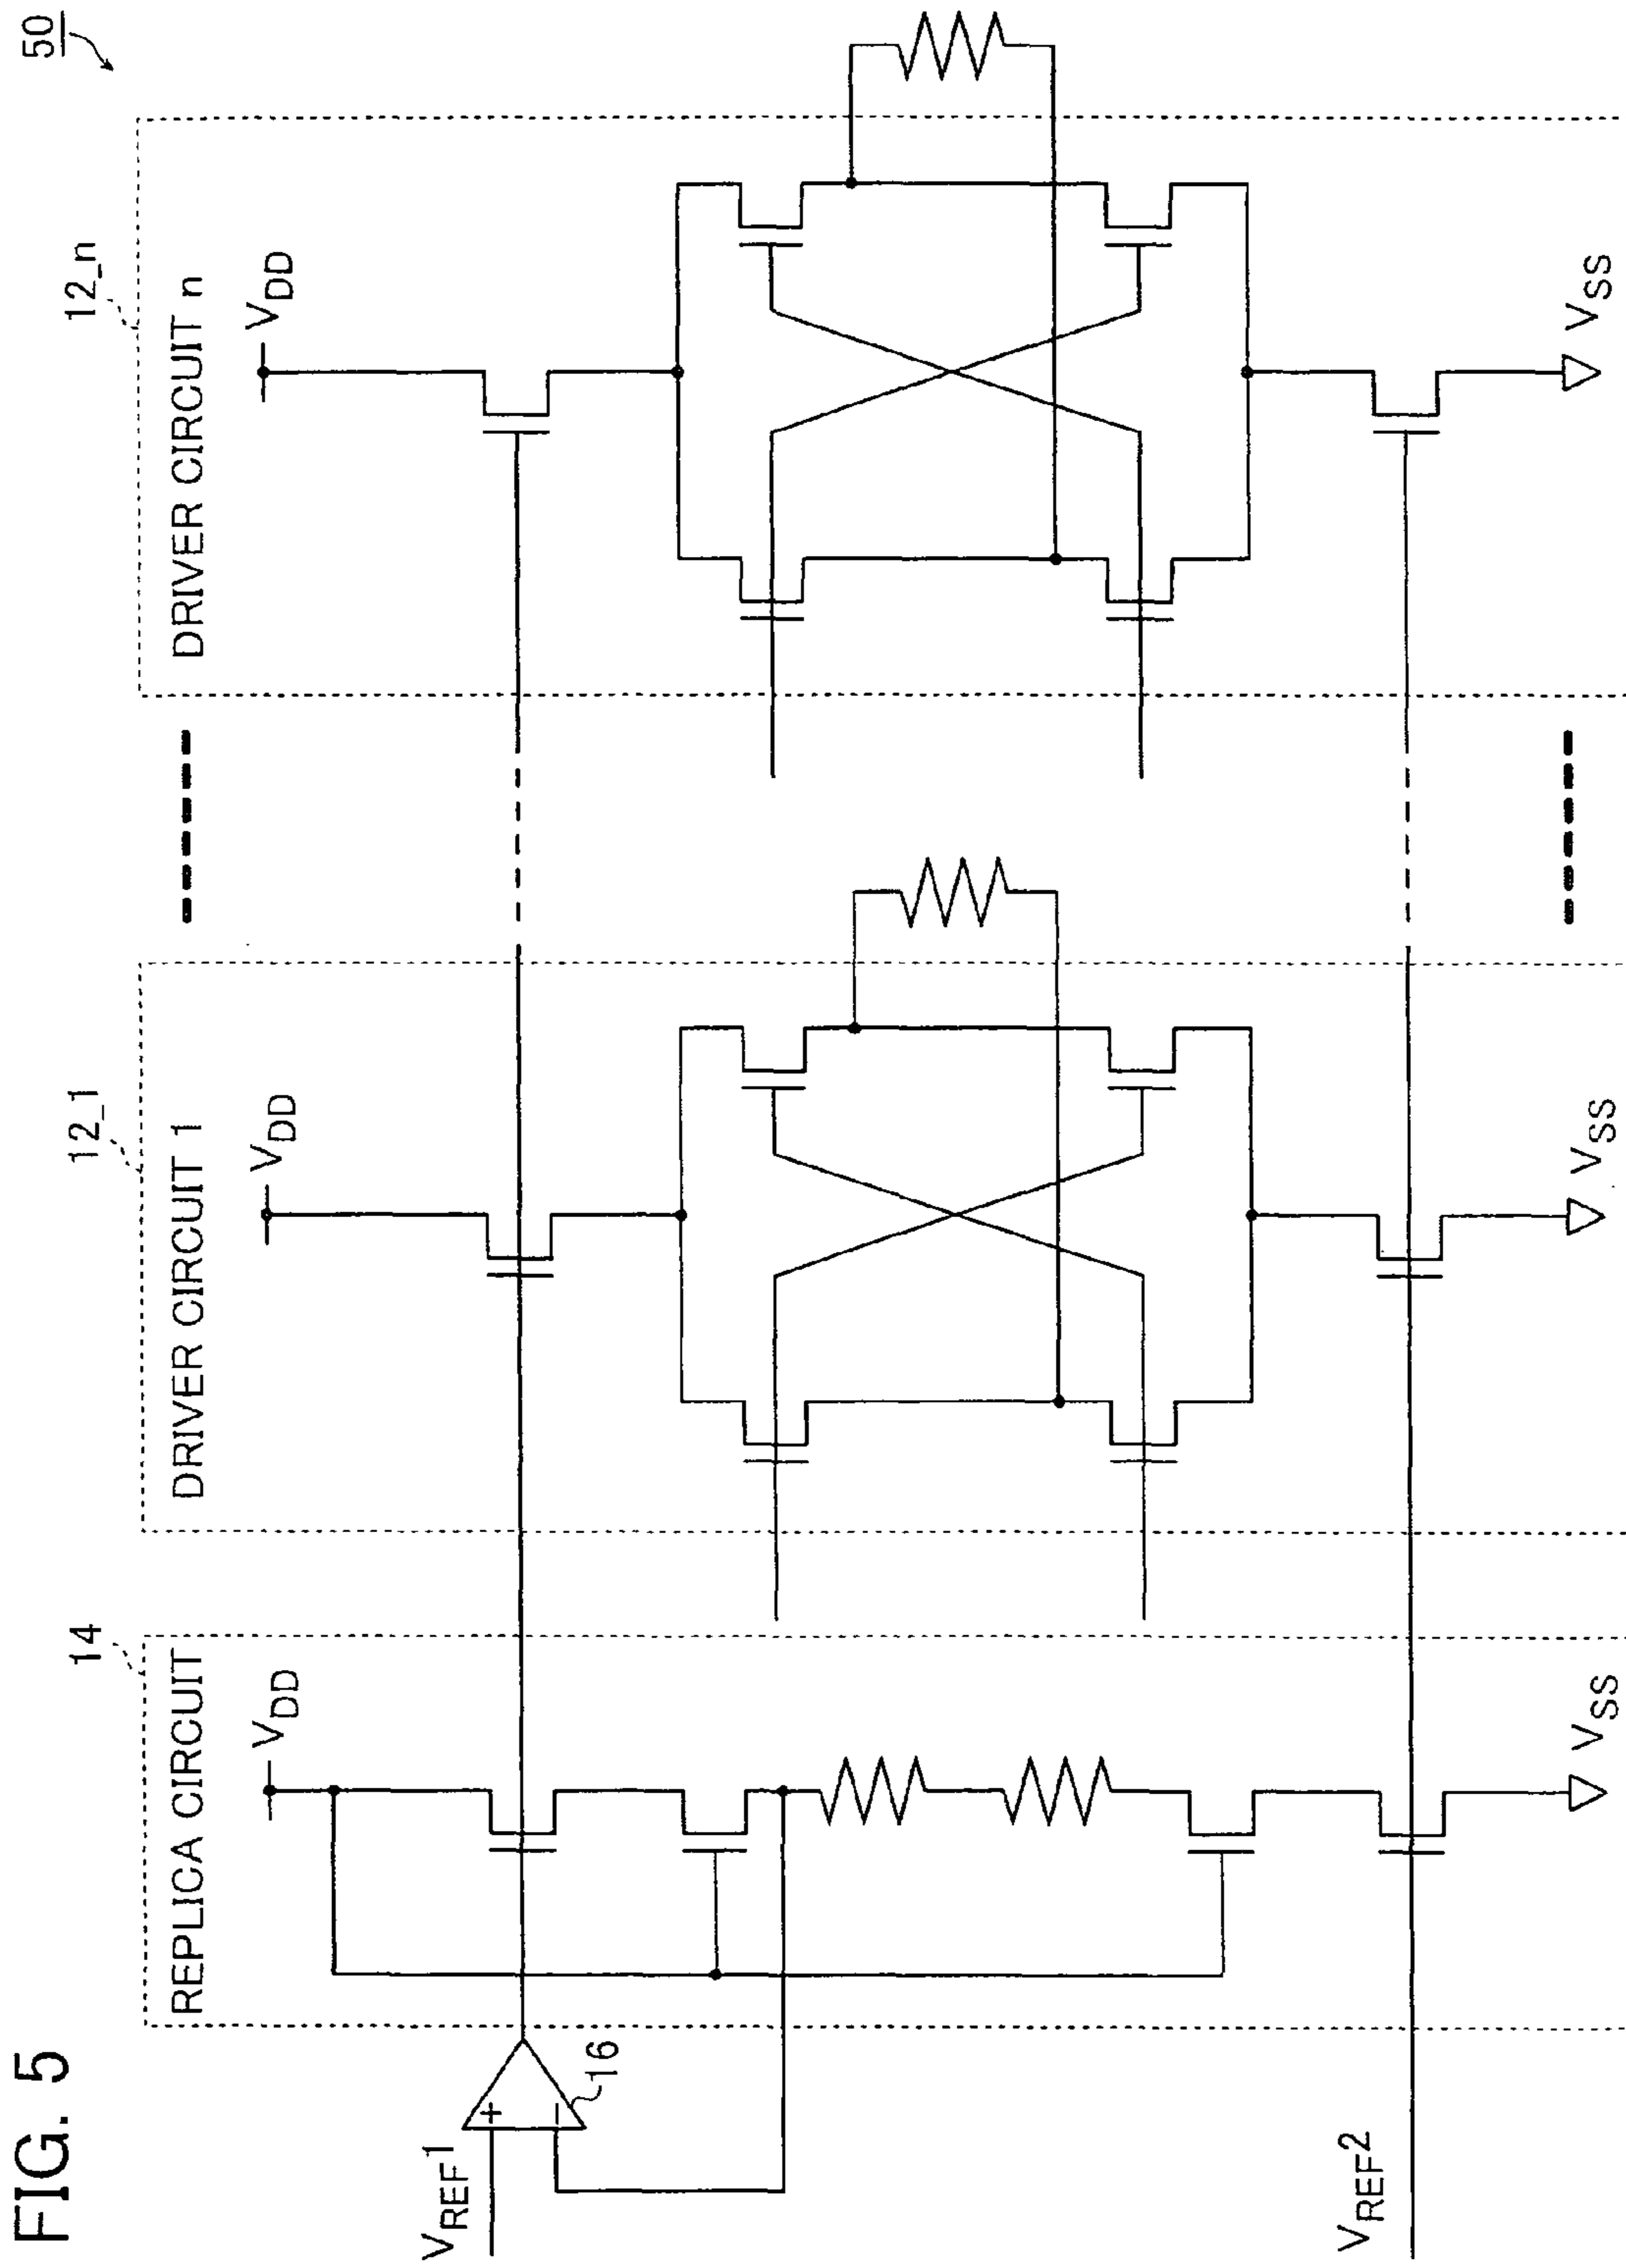 FIG. 5
50
14
12_1
12_n
REPLICA CIRCUIT
DRIVER CIRCUIT 1
DRIVER CIRCUIT n
VDD
VDD
VDD
VREF1
+
−
16
VREF2
VSS
VSS
VSS